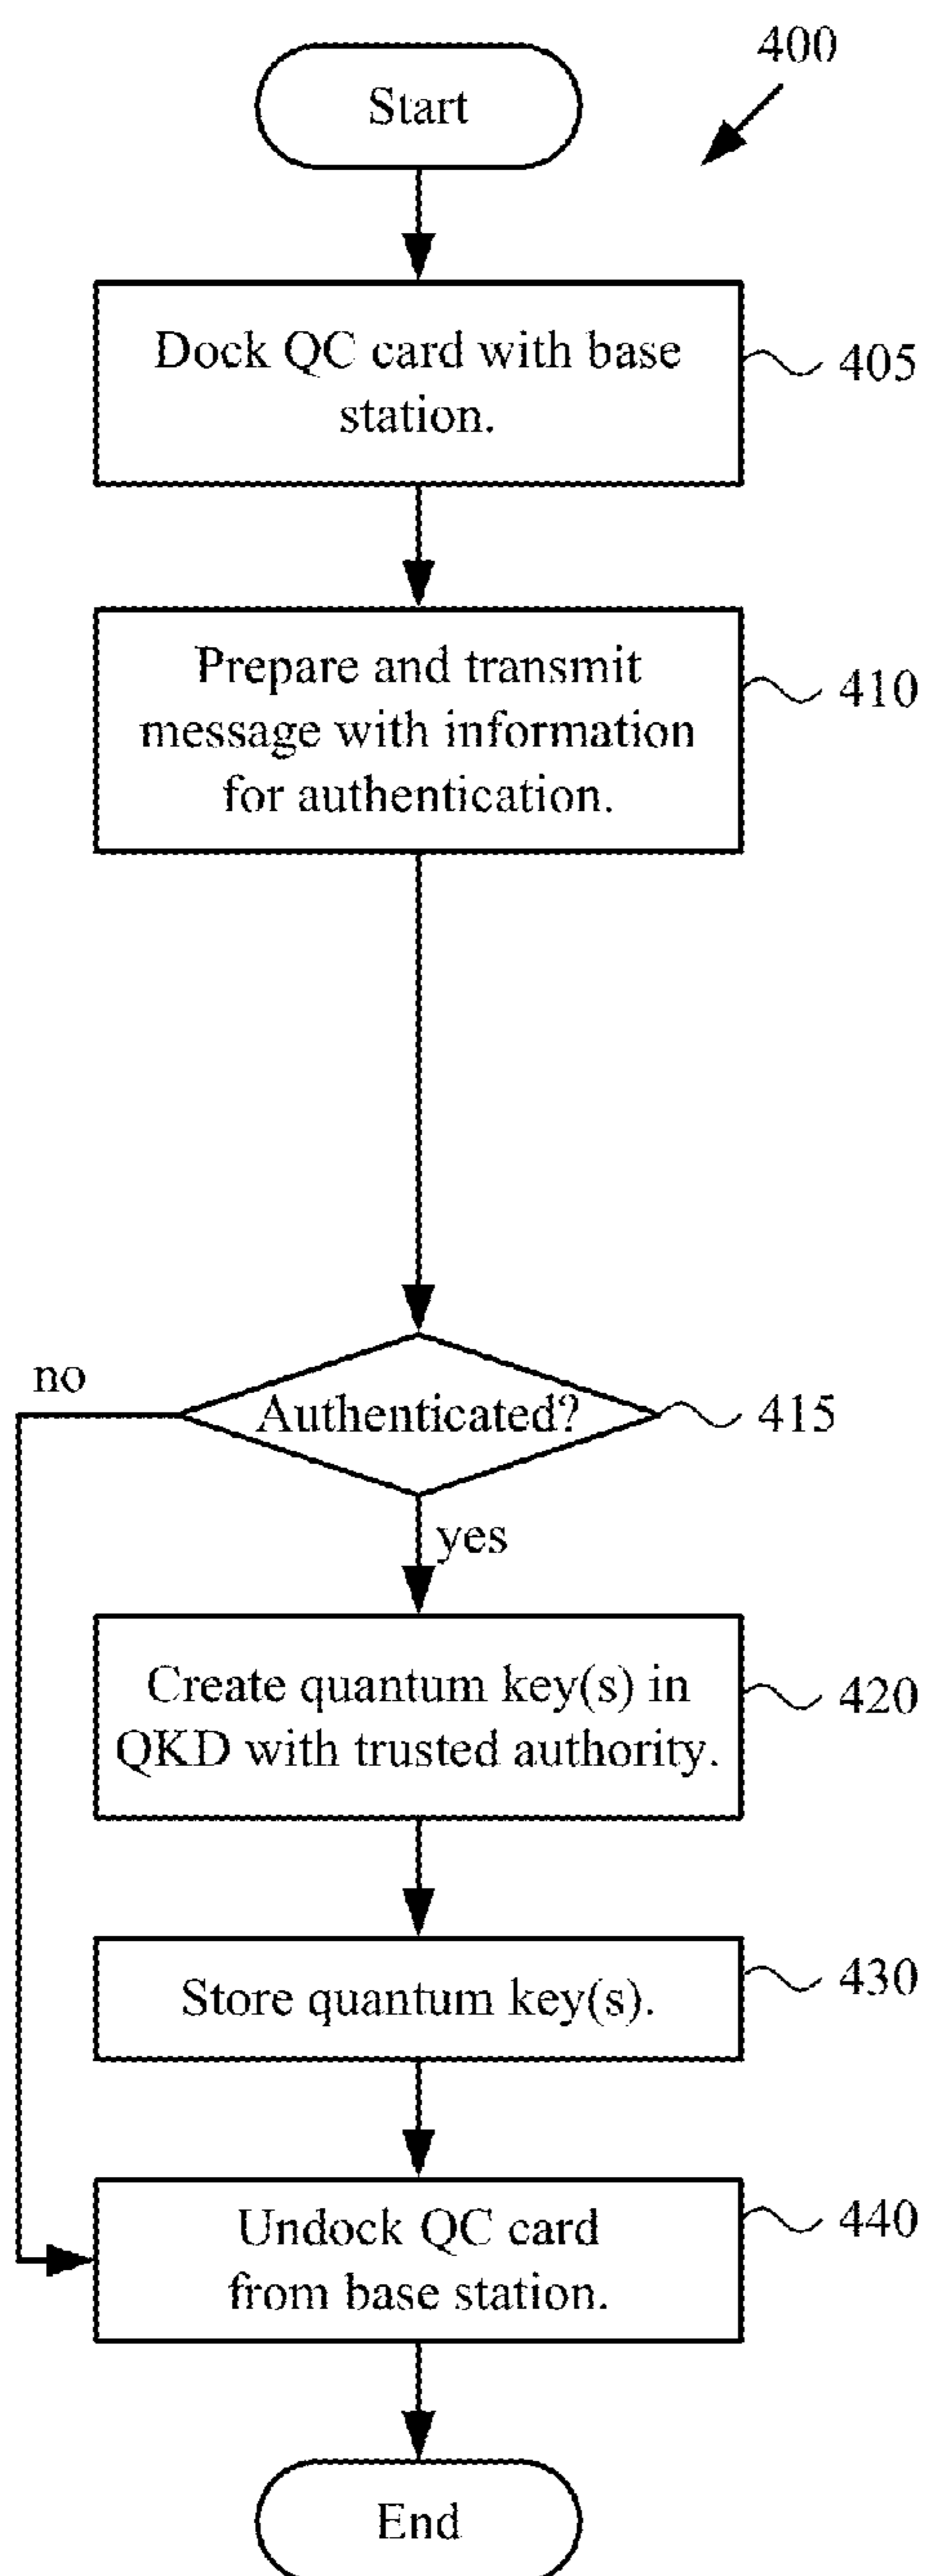 400
Start
Dock QC card with base
station.
405
Prepare and transmit
message with information
for authentication.
410
no
Authenticated?
415
yes
Create quantum key(s) in
QKD with trusted authority.
420
Store quantum key(s).
430
Undock QC card
from base station.
440
End